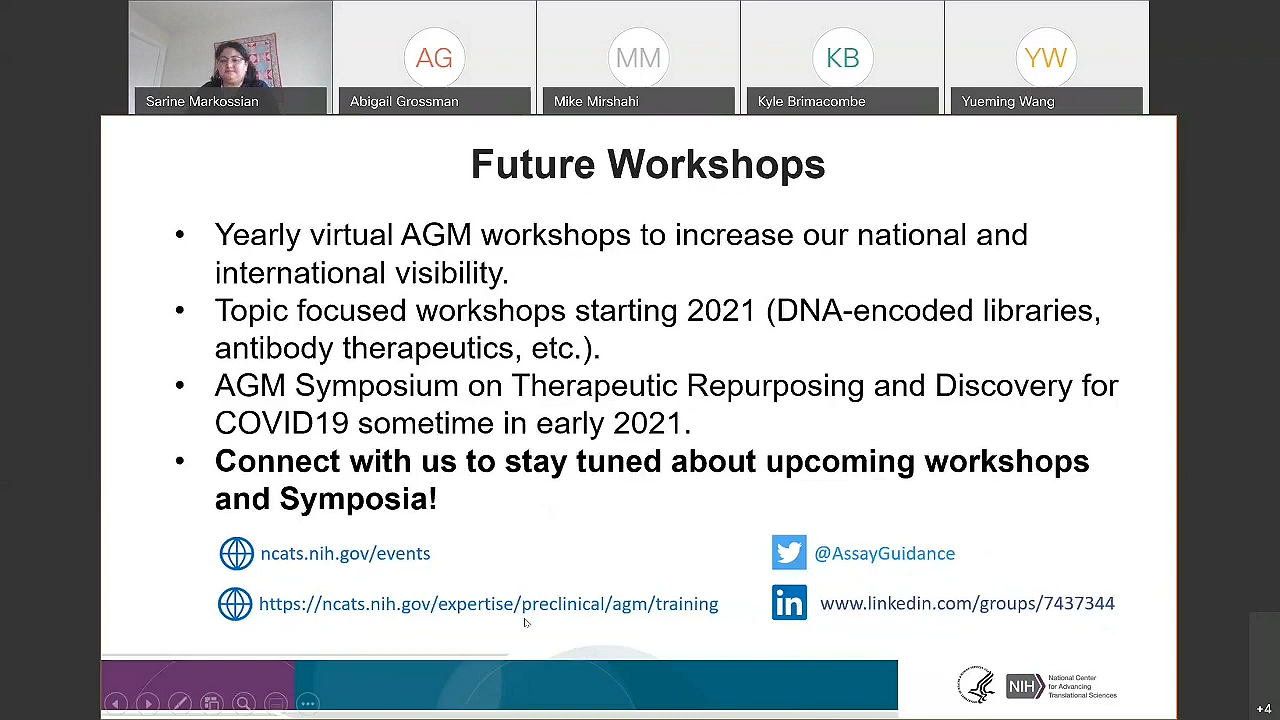 AG
MM
KB
YW
Sarine Markossian
Abigail Grossman
Mike Mirshahi
Kyle Brimacombe
Yueming Wang
Future Workshops
• Yearly virtual AGM workshops to increase our national and
international visibility.
• Topic focused workshops starting 2021 (DNA-encoded libraries,
antibody therapeutics, etc.).
• AGM Symposium on Therapeutic Repurposing and Discovery for
COVID19 sometime in early 2021.
• Connect with us to stay tuned about upcoming workshops
and Symposia!
ncats.nih.gov/events
@AssayGuidance
https://ncats.nih.gov/expertise/preclinical/agm/training
in
www.linkedin.com/groups/7437344
NIH
National Center
for Advancing
Translational Sciences
+4